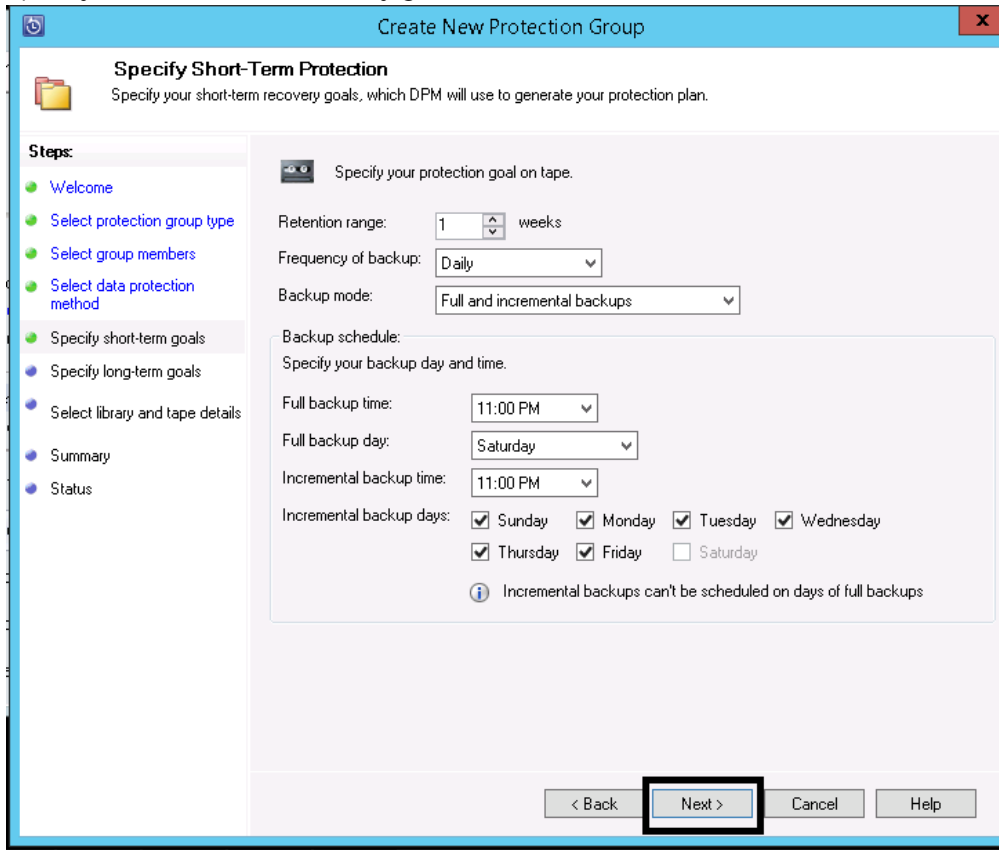 Create New Protection Group
X
Specify Short-Term Protection
Specify your short-term recovery goals, which DPM will use to generate your protection plan.
Steps:
Welcome
Select protection group type
Select group members
Select data protection
method
Specify short-term goals
Specify long-term goals
Select library and tape details
Summary
Status
Specify your protection goal on tape.
Retention range: 1 weeks
Frequency of backup: Daily
Backup mode: Full and incremental backups
Backup schedule:
Specify your backup day and time.
Full backup time: 11:00 PM
Full backup day: Saturday
Incremental backup time: 11:00 PM
Incremental backup days: Sunday Monday Tuesday Wednesday
Thursday Friday Saturday
Incremental backups can't be scheduled on days of full backups
< Back Next > Cancel Help